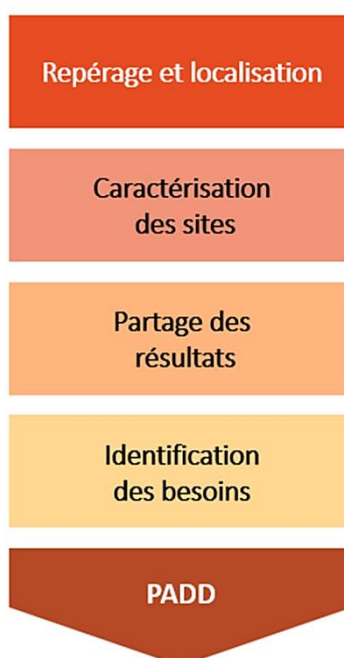 Repérage et localisation
Caractérisation
des sites
Partage des
résultats
Identification
des besoins
PADD